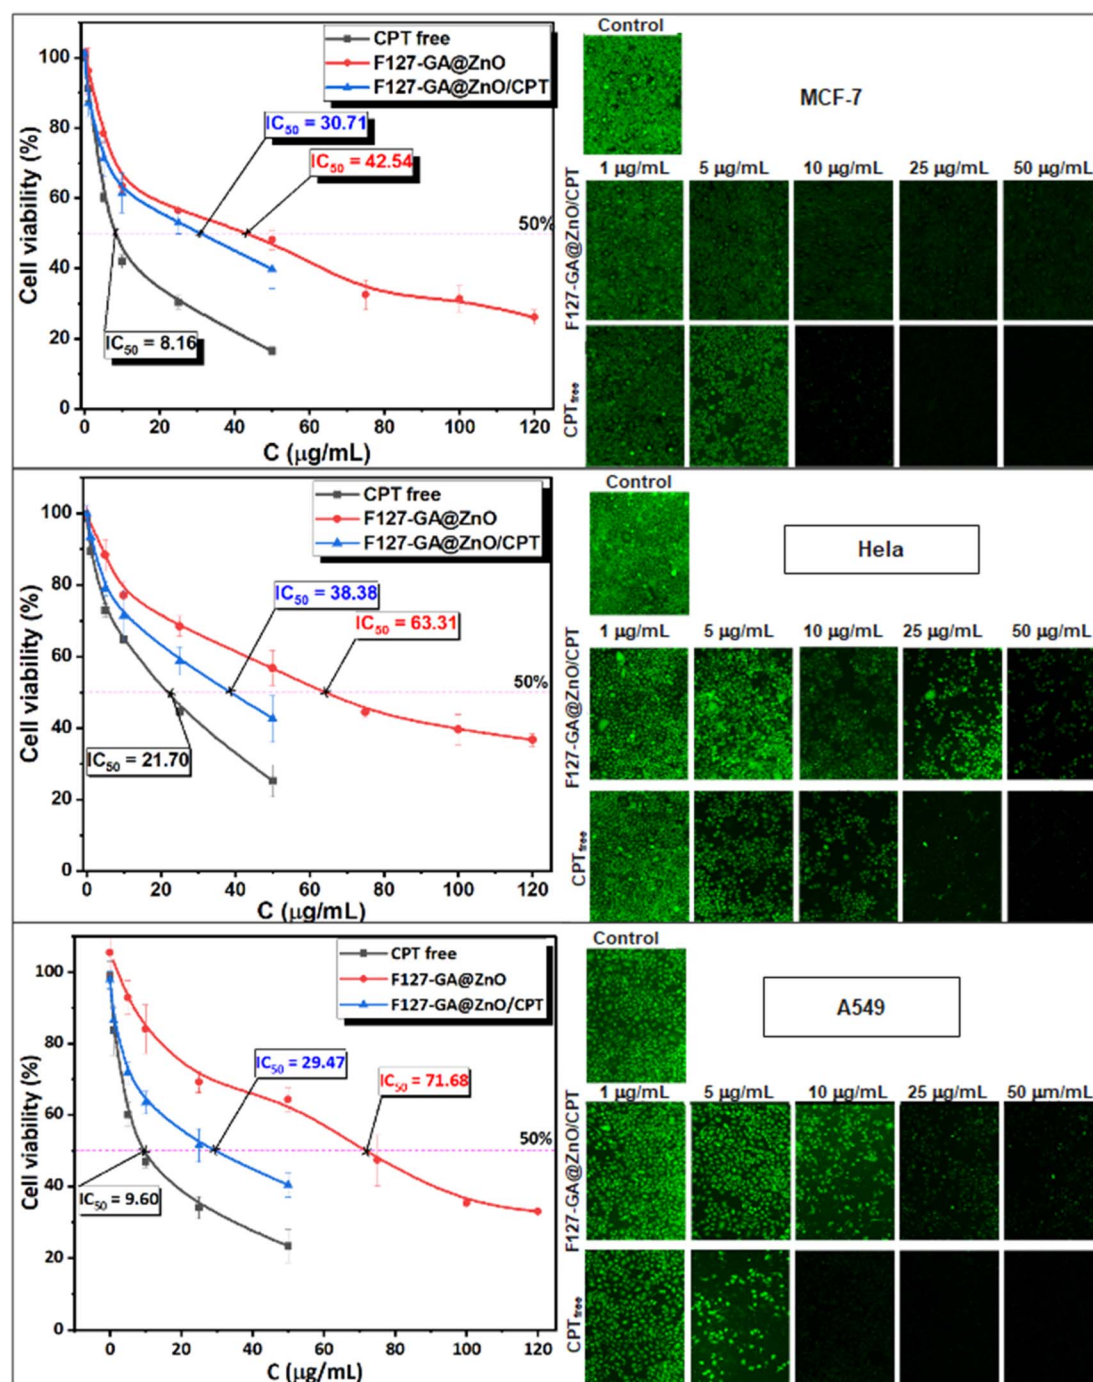 CPT free
F127-GA@ZnO
F127-GA@ZnO/CPT
IC50 = 30.71
IC50 = 42.54
50%
IC50 = 8.16
Cell viability (%)
100
80
60
40
20
0
0 20 40 60 80 100 120
C (μg/mL)
Control
MCF-7
1 μg/mL 5 μg/mL 10 μg/mL 25 μg/mL 50 μg/mL
F127-GA@ZnO/CPT
CPTfree
CPT free
F127-GA@ZnO
F127-GA@ZnO/CPT
IC50 = 38.38
IC50 = 63.31
50%
IC50 = 21.70
Cell viability (%)
100
80
60
40
20
0
0 20 40 60 80 100 120
C (μg/mL)
Control
Hela
1 μg/mL 5 μg/mL 10 μg/mL 25 μg/mL 50 μg/mL
F127-GA@ZnO/CPT
CPTfree
CPT free
F127-GA@ZnO
F127-GA@ZnO/CPT
IC50 = 29.47
IC50 = 71.68
50%
IC50 = 9.60
Cell viability (%)
100
80
60
40
20
0
0 20 40 60 80 100 120
C (μg/mL)
Control
A549
1 μg/mL 5 μg/mL 10 μg/mL 25 μg/mL 50 μm/mL
F127-GA@ZnO/CPT
CPTfree